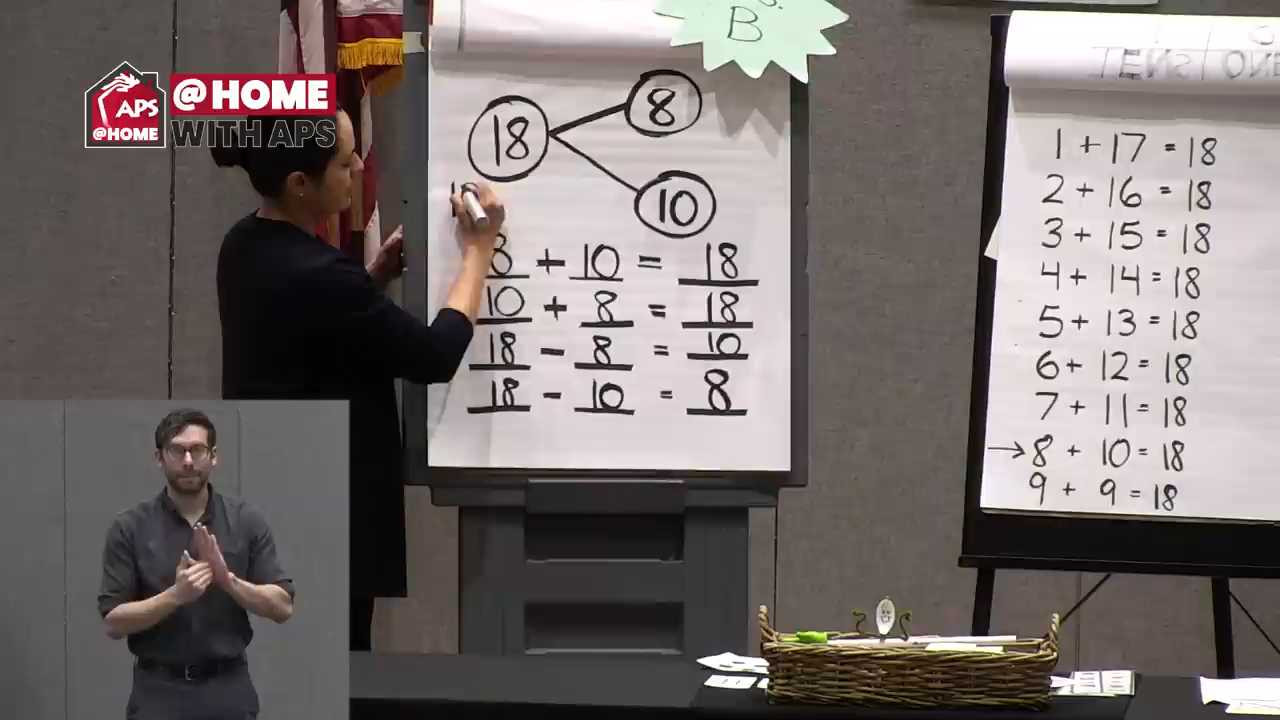 APS
@HOME
@HOME
WITH APS
B
18
8
10
8 + 10 = 18
10 + 8 = 18
18 - 8 = 10
18 - 10 = 8
TENS ONE
1 + 17 = 18
2 + 16 = 18
3 + 15 = 18
4 + 14 = 18
5 + 13 = 18
6 + 12 = 18
7 + 11 = 18
→ 8 + 10 = 18
9 + 9 = 18